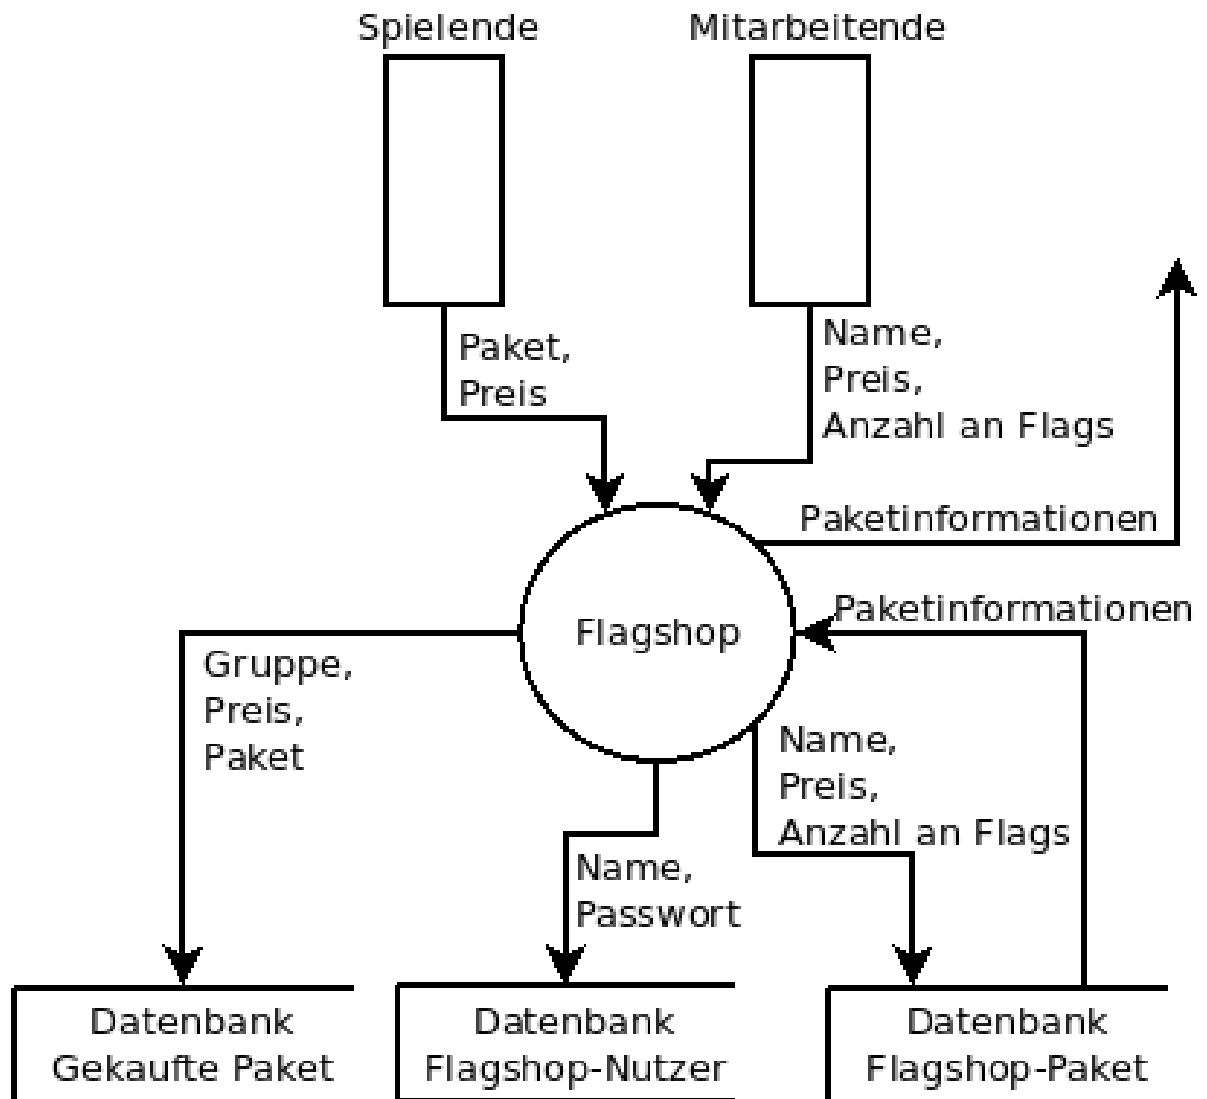 Spielende
Mitarbeitende
Paket,
Preis
Name,
Preis,
Anzahl an Flags
Paketinformationen
Paketinformationen
Flagshop
Gruppe,
Preis,
Paket
Name,
Preis,
Anzahl an Flags
Name,
Passwort
Datenbank
Gekaufte Paket
Datenbank
Flagshop-Nutzer
Datenbank
Flagshop-Paket